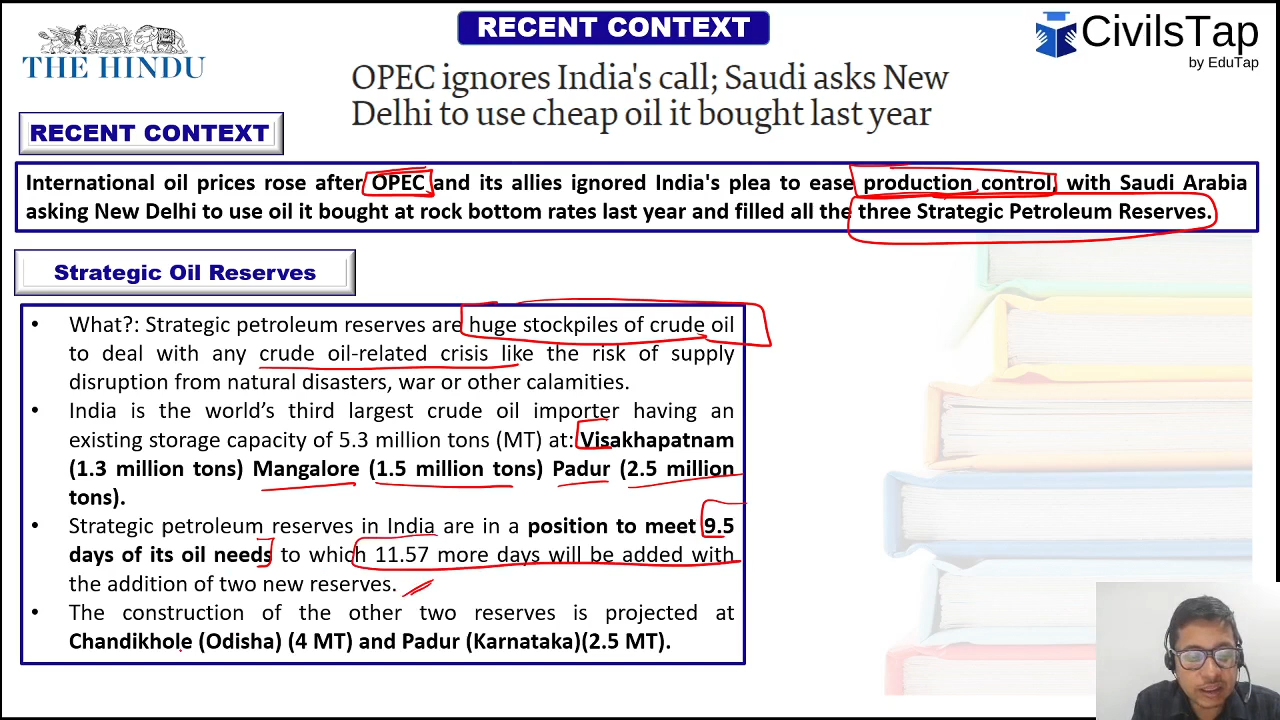 RECENT CONTEXT
THE HINDU
CivilsTap
by EduTap
OPEC ignores India's call; Saudi asks New
Delhi to use cheap oil it bought last year
RECENT CONTEXT
International oil prices rose after OPEC and its allies ignored India's plea to ease production control, with Saudi Arabia
asking New Delhi to use oil it bought at rock bottom rates last year and filled all the three Strategic Petroleum Reserves.
Strategic Oil Reserves
• What?: Strategic petroleum reserves are huge stockpiles of crude oil
to deal with any crude oil-related crisis like the risk of supply
disruption from natural disasters, war or other calamities.
• India is the world's third largest crude oil importer having an
existing storage capacity of 5.3 million tons (MT) at: Visakhapatnam
(1.3 million tons) Mangalore (1.5 million tons) Padur (2.5 million
tons).
• Strategic petroleum reserves in India are in a position to meet 9.5
days of its oil needs to which 11.57 more days will be added with
the addition of two new reserves.
• The construction of the other two reserves is projected at
Chandikhole (Odisha) (4 MT) and Padur (Karnataka)(2.5 MT).